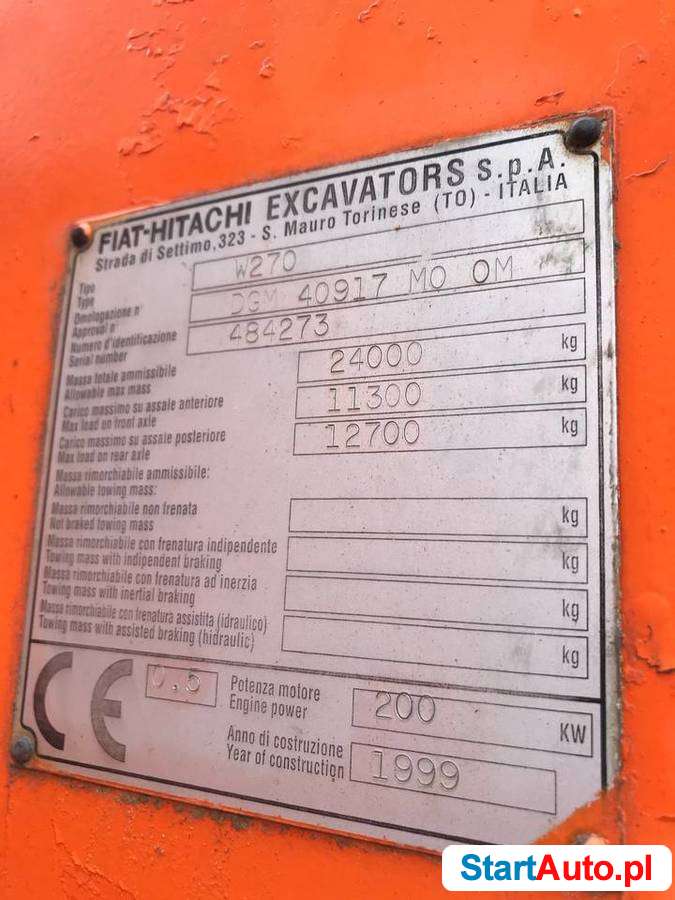 FIAT-HITACHI EXCAVATORS S.p.A.
Strada di Settimo, 323 - S. Mauro Torinese (TO) - ITALIA
Tipo
Type
W270
Omologazione n°
Approval n°
DGM 40917 MO OM
Numero d'identificazione
Serial number
484273
Massa totale ammissibile
Allowable max mass
24000 kg
Carico massimo su assale anteriore
Max load on front axle
11300 kg
Carico massimo su assale posteriore
Max load on rear axle
12700 kg
Massa rimorchiabile ammissibile:
Allowable towing mass:
Massa rimorchiabile non frenata
Not braked towing mass
kg
Massa rimorchiabile con frenatura indipendente
Towing mass with indipendent braking
kg
Massa rimorchiabile con frenatura ad inerzia
Towing mass with inertial braking
kg
Massa rimorchiabile con frenatura assistita (idraulico)
Towing mass with assisted braking (hidraulic)
kg
CE
0.5
Potenza motore
Engine power
200 KW
Anno di costruzione
Year of construction
1999
StartAuto.pl